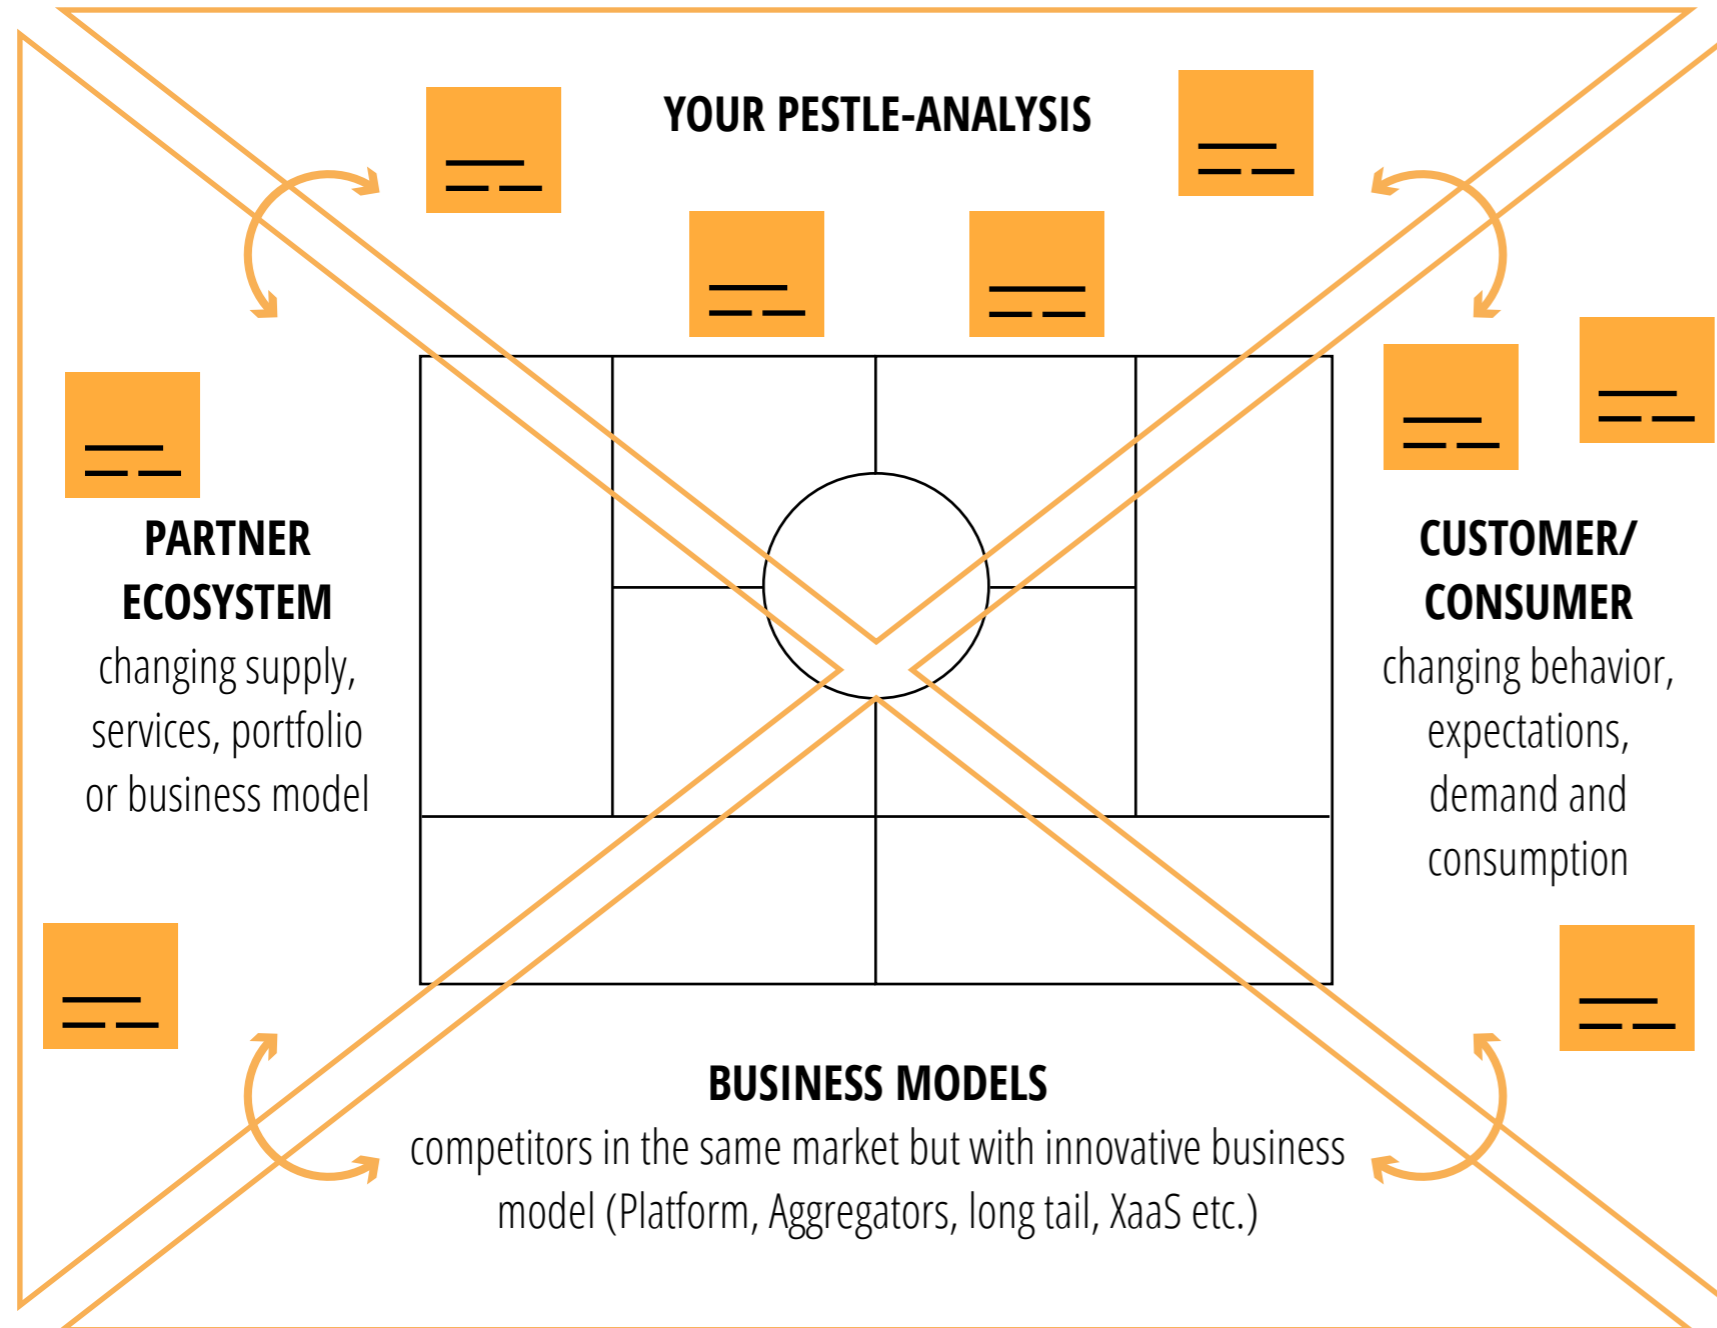 YOUR PESTLE-ANALYSIS
PARTNER
ECOSYSTEM
changing supply,
services, portfolio
or business model
CUSTOMER/
CONSUMER
changing behavior,
expectations,
demand and
consumption
BUSINESS MODELS
competitors in the same market but with innovative business
model (Platform, Aggregators, long tail, XaaS etc.)